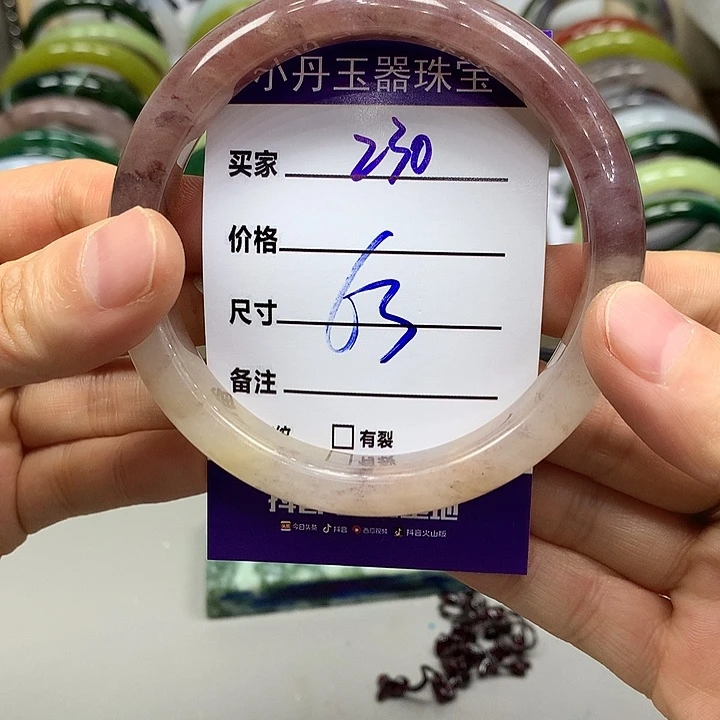 小丹玉器珠宝
买家 230
价格
尺寸 63
备注
纹 有裂
今日头条 抖音 西瓜视频 抖音火山版